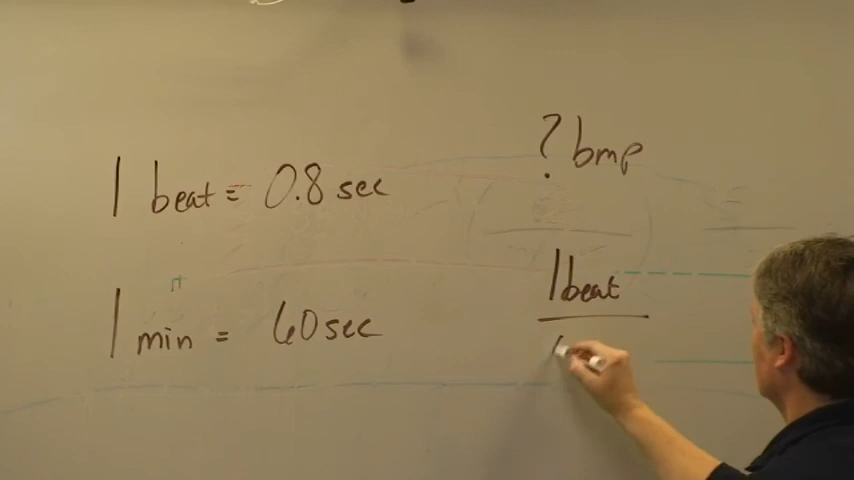 ? bmp
1 beat = 0.8 sec
1 beat
1 min = 60 sec